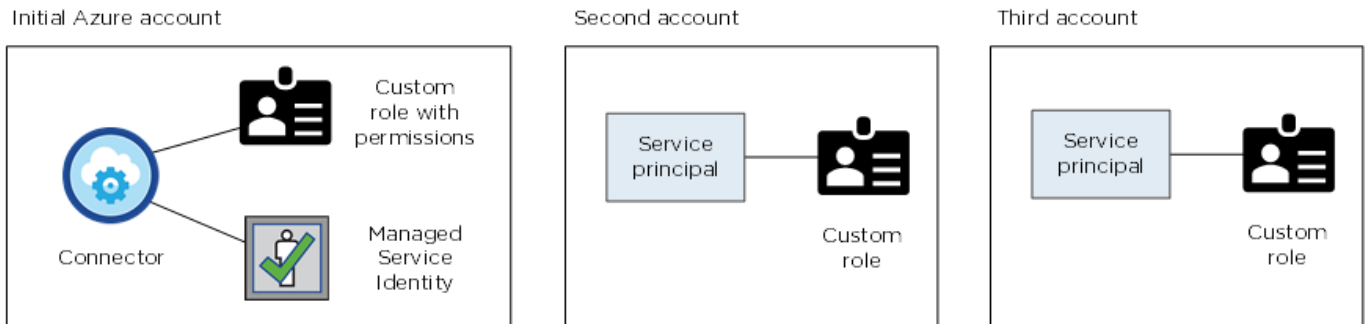 Initial Azure account
Custom
role with
permissions
Connector
Managed
Service
Identity
Second account
Service
principal
Custom
role
Third account
Service
principal
Custom
role